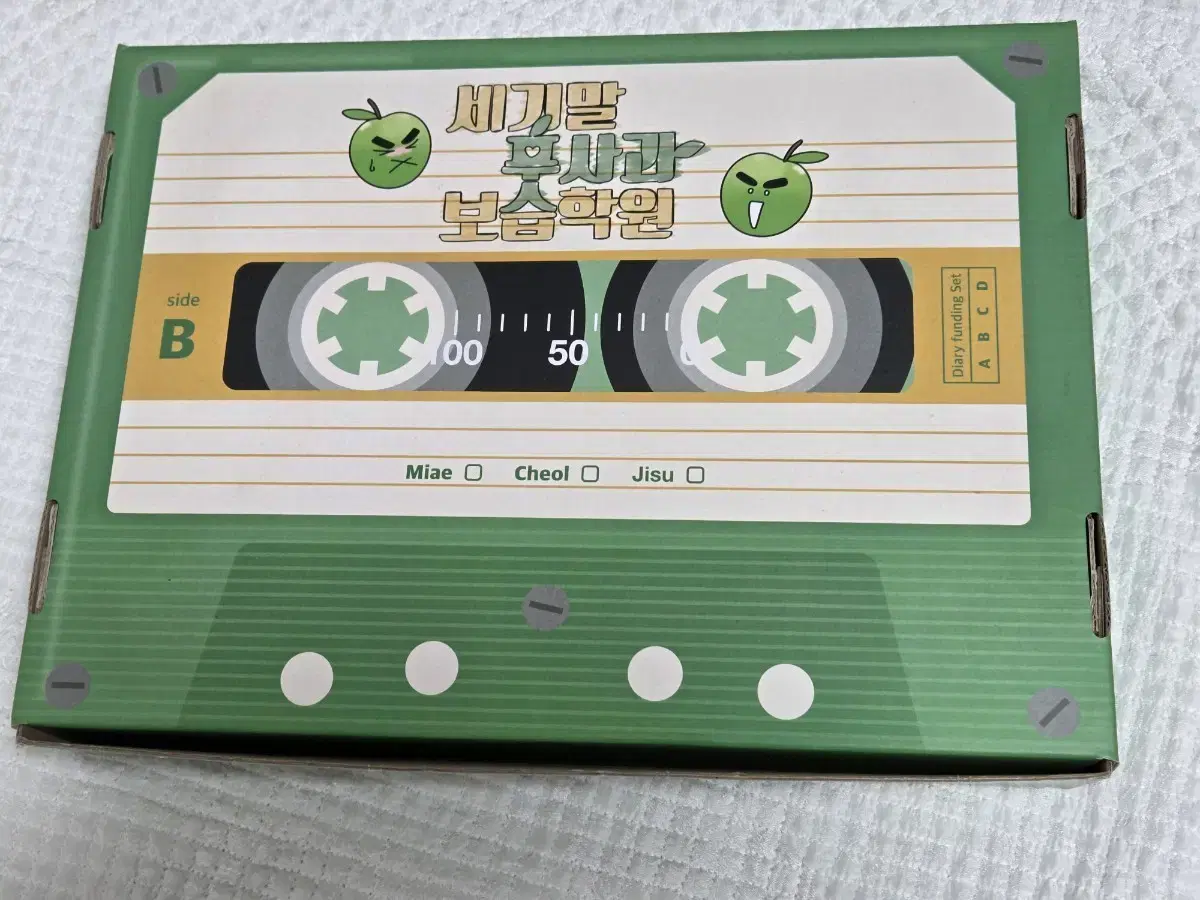 세기말
풋사과
보습학원
side
B
100 50 0
Diary funding Set
A B C D
Miae Cheol Jisu